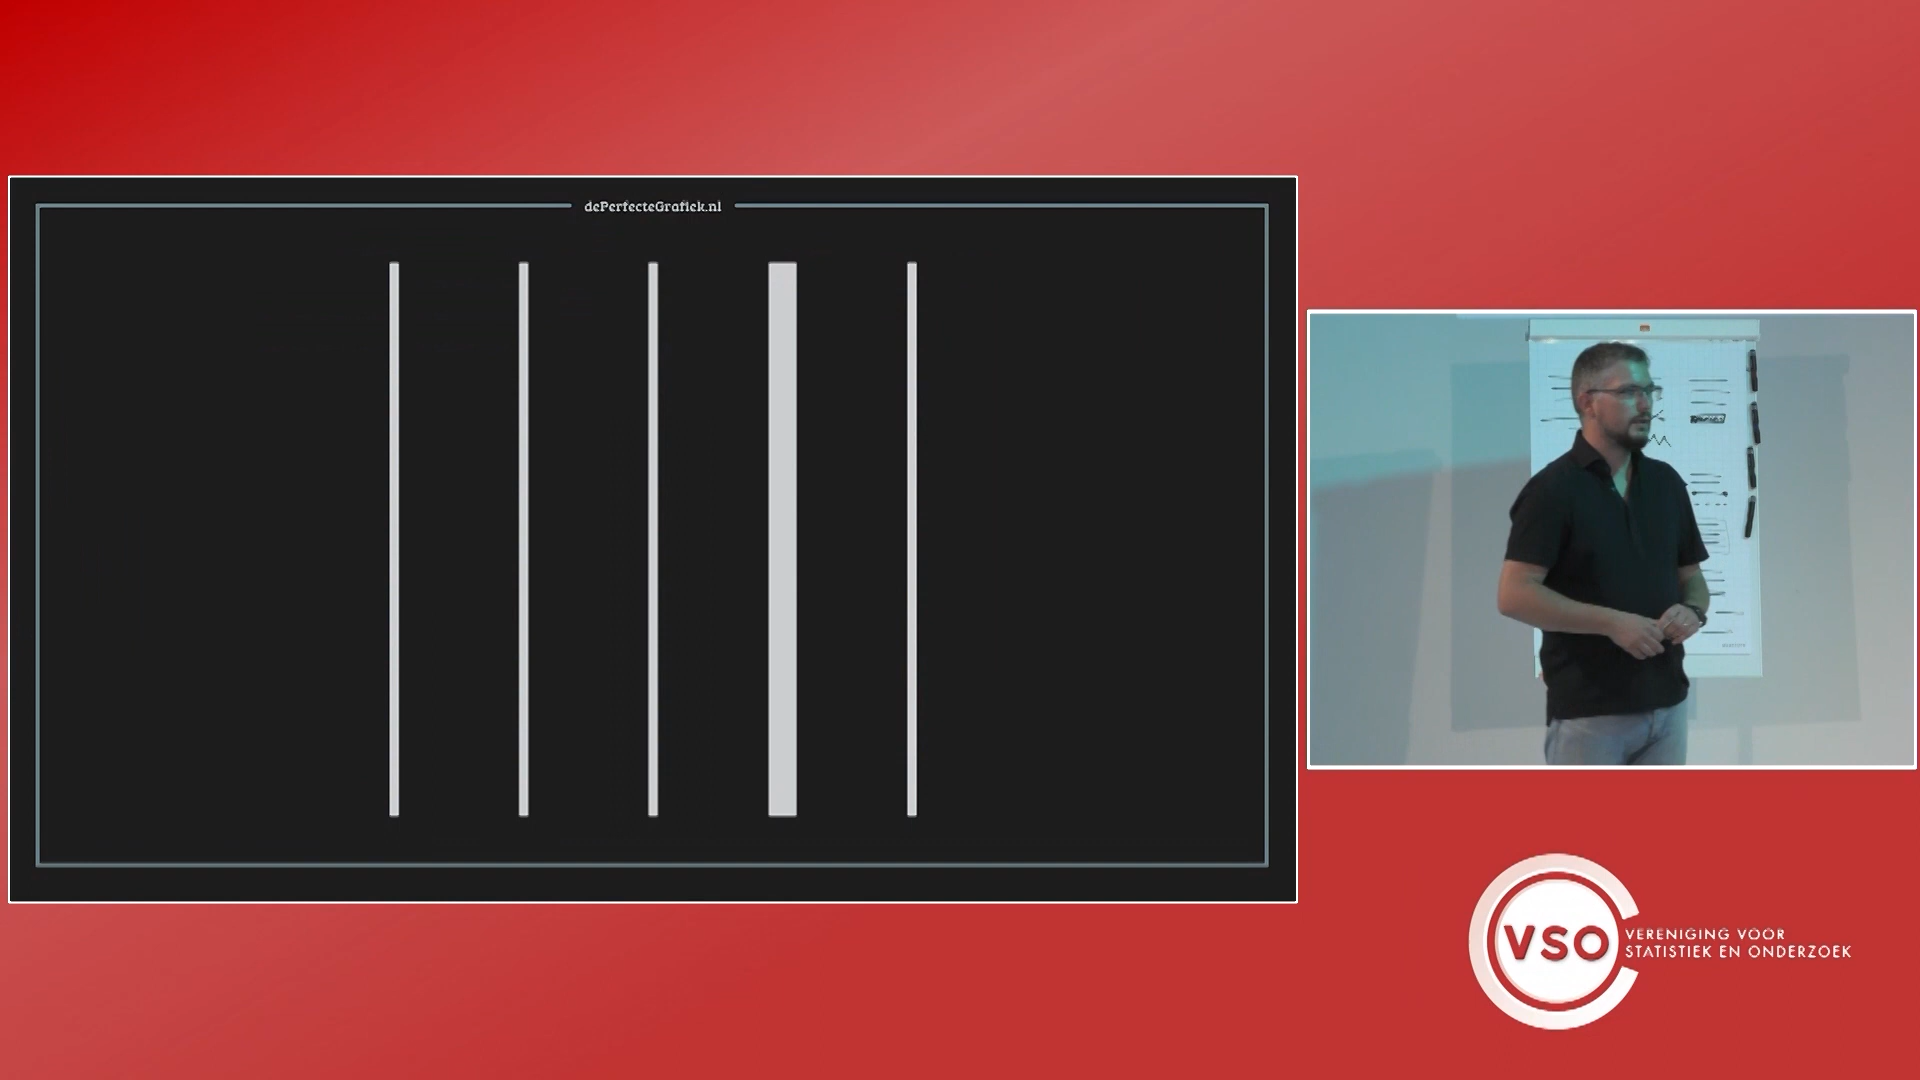 dePerfecteGrafiek.nl
VSO
VERENIGING VOOR
STATISTIEK EN ONDERZOEK